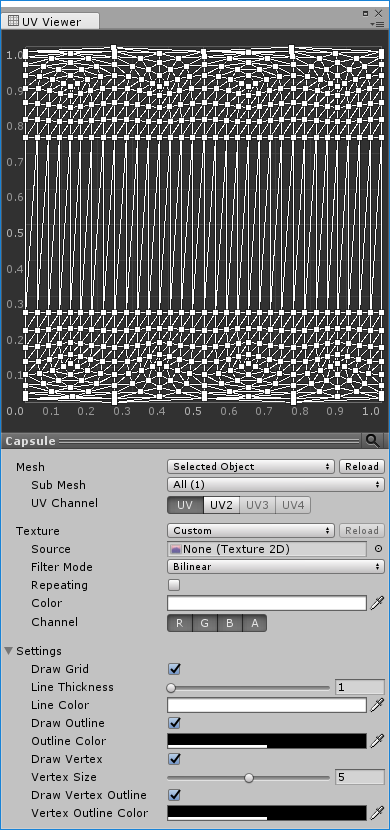 UV Viewer
1.0
0.9
0.8
0.7
0.6
0.5
0.4
0.3
0.2
0.1
0.0 0.1 0.2 0.3 0.4 0.5 0.6 0.7 0.8 0.9 1.0
Capsule
Mesh Selected Object Reload
Sub Mesh All (1)
UV Channel UV UV2 UV3 UV4
Texture Custom Reload
Source None (Texture 2D)
Filter Mode Bilinear
Repeating
Color
Channel R G B A
Settings
Draw Grid
Line Thickness 1
Line Color
Draw Outline
Outline Color
Draw Vertex
Vertex Size 5
Draw Vertex Outline
Vertex Outline Color